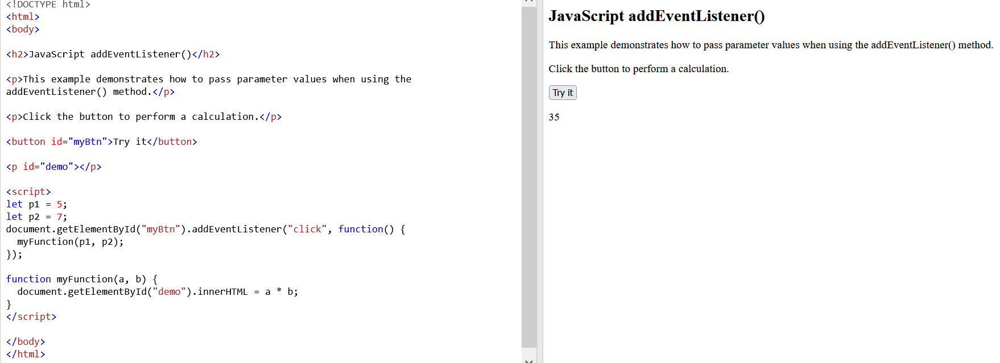 <!DOCTYPE html>
<html>
<body>
<h2>JavaScript addEventListener()</h2>
<p>This example demonstrates how to pass parameter values when using the
addEventListener() method.</p>
<p>Click the button to perform a calculation.</p>
<button id="myBtn">Try it</button>
<p id="demo"></p>
<script>
let p1 = 5;
let p2 = 7;
document.getElementById("myBtn").addEventListener("click", function() {
  myFunction(p1, p2);
});
function myFunction(a, b) {
  document.getElementById("demo").innerHTML = a * b;
}
</script>
</body>
</html>
JavaScript addEventListener()
This example demonstrates how to pass parameter values when using the addEventListener() method.
Click the button to perform a calculation.
Try it
35